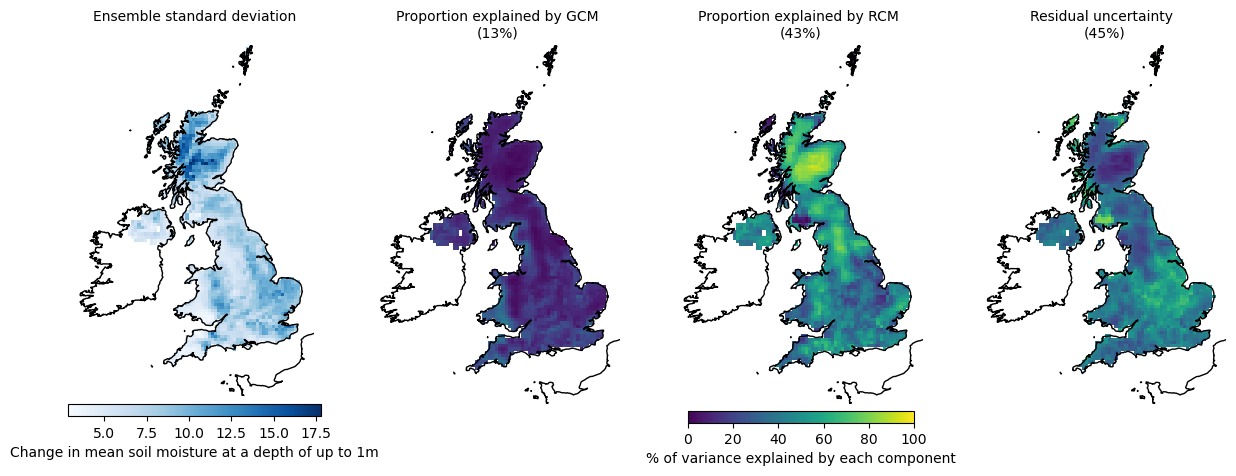 Ensemble standard deviation
Proportion explained by GCM
(13%)
Proportion explained by RCM
(43%)
Residual uncertainty
(45%)
5.0 7.5 10.0 12.5 15.0 17.5
Change in mean soil moisture at a depth of up to 1m
0 20 40 60 80 100
% of variance explained by each component